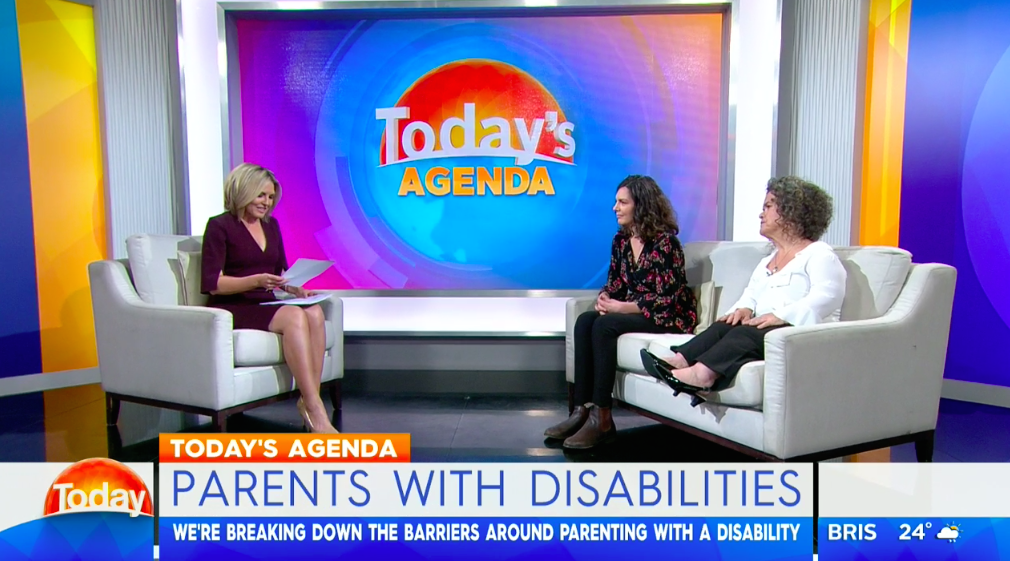 Today's
AGENDA
TODAY'S AGENDA
Today
PARENTS WITH DISABILITIES
WE'RE BREAKING DOWN THE BARRIERS AROUND PARENTING WITH A DISABILITY
BRIS 24°